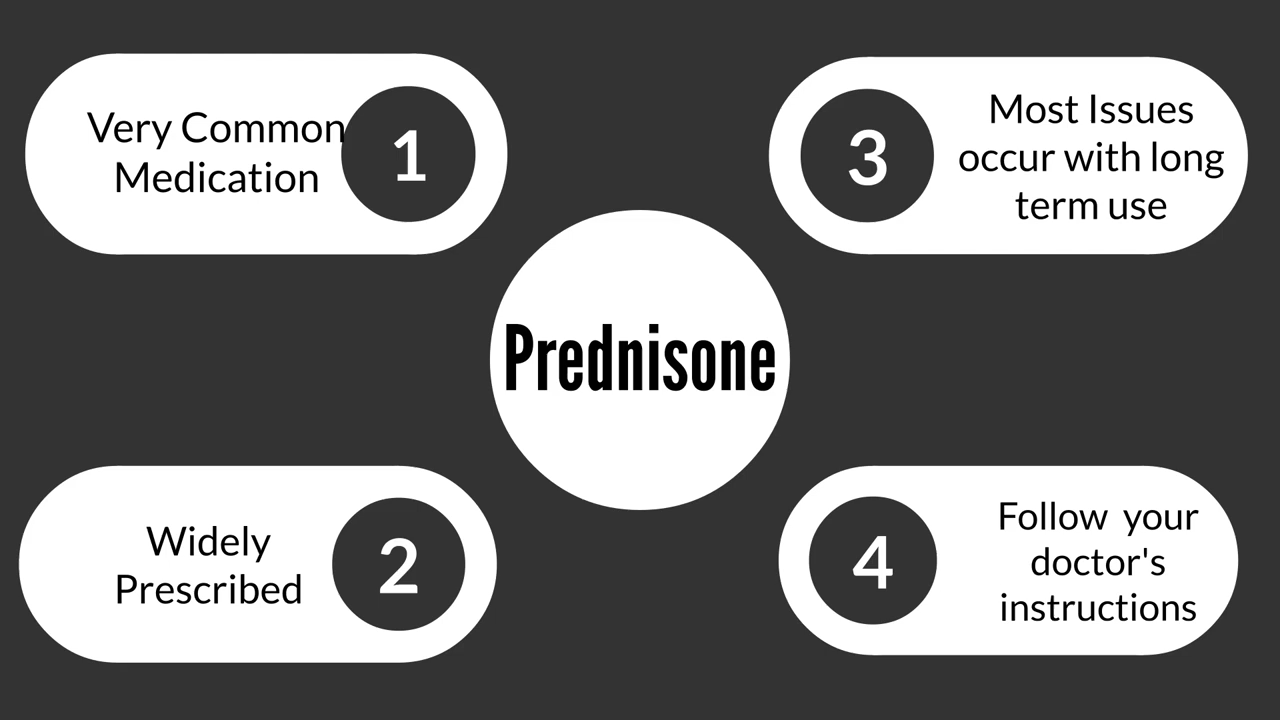 Very Common
Medication
1
Widely
Prescribed
2
Prednisone
3
Most Issues
occur with long
term use
4
Follow  your
doctor's
instructions